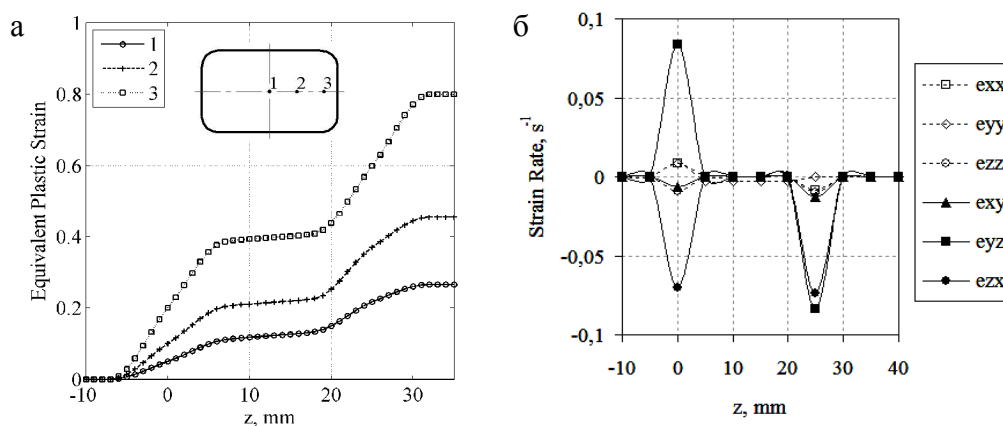 а
1
2
3
1 2 3
Equivalent Plastic Strain
1
0.8
0.6
0.4
0.2
0
-10 0 10 20 30
z, mm
б
Strain Rate, s-1
0,1
0,05
0
-0,05
-0,1
-10 0 10 20 30 40
z, mm
exx
eyy
ezz
exy
eyz
ezx